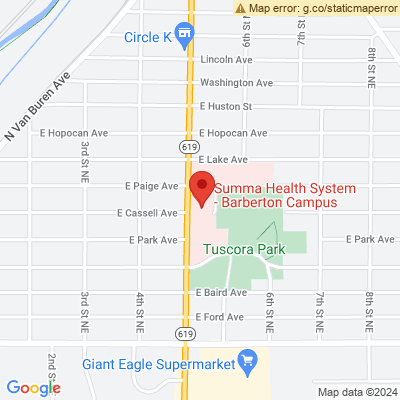 Map error: g.co/staticmaperror
Circle K
6th St N
7th St NE
8th St NE
Lincoln Ave
Washington Ave
N Van Buren Ave
E Huston St
E Hopocan Ave
E Hopocan Ave
3rd St NE
619
E Lake Ave
E Paige Ave
Summa Health System
- Barberton Campus
E Cassell Ave
E Park Ave
E Park Ave
Tuscora Park
3rd St NE
4th St NE
E Baird Ave
6th St NE
7th St NE
8th St NE
E Ford Ave
619
2nd St
Giant Eagle Supermarket
Google
Map data ©2024